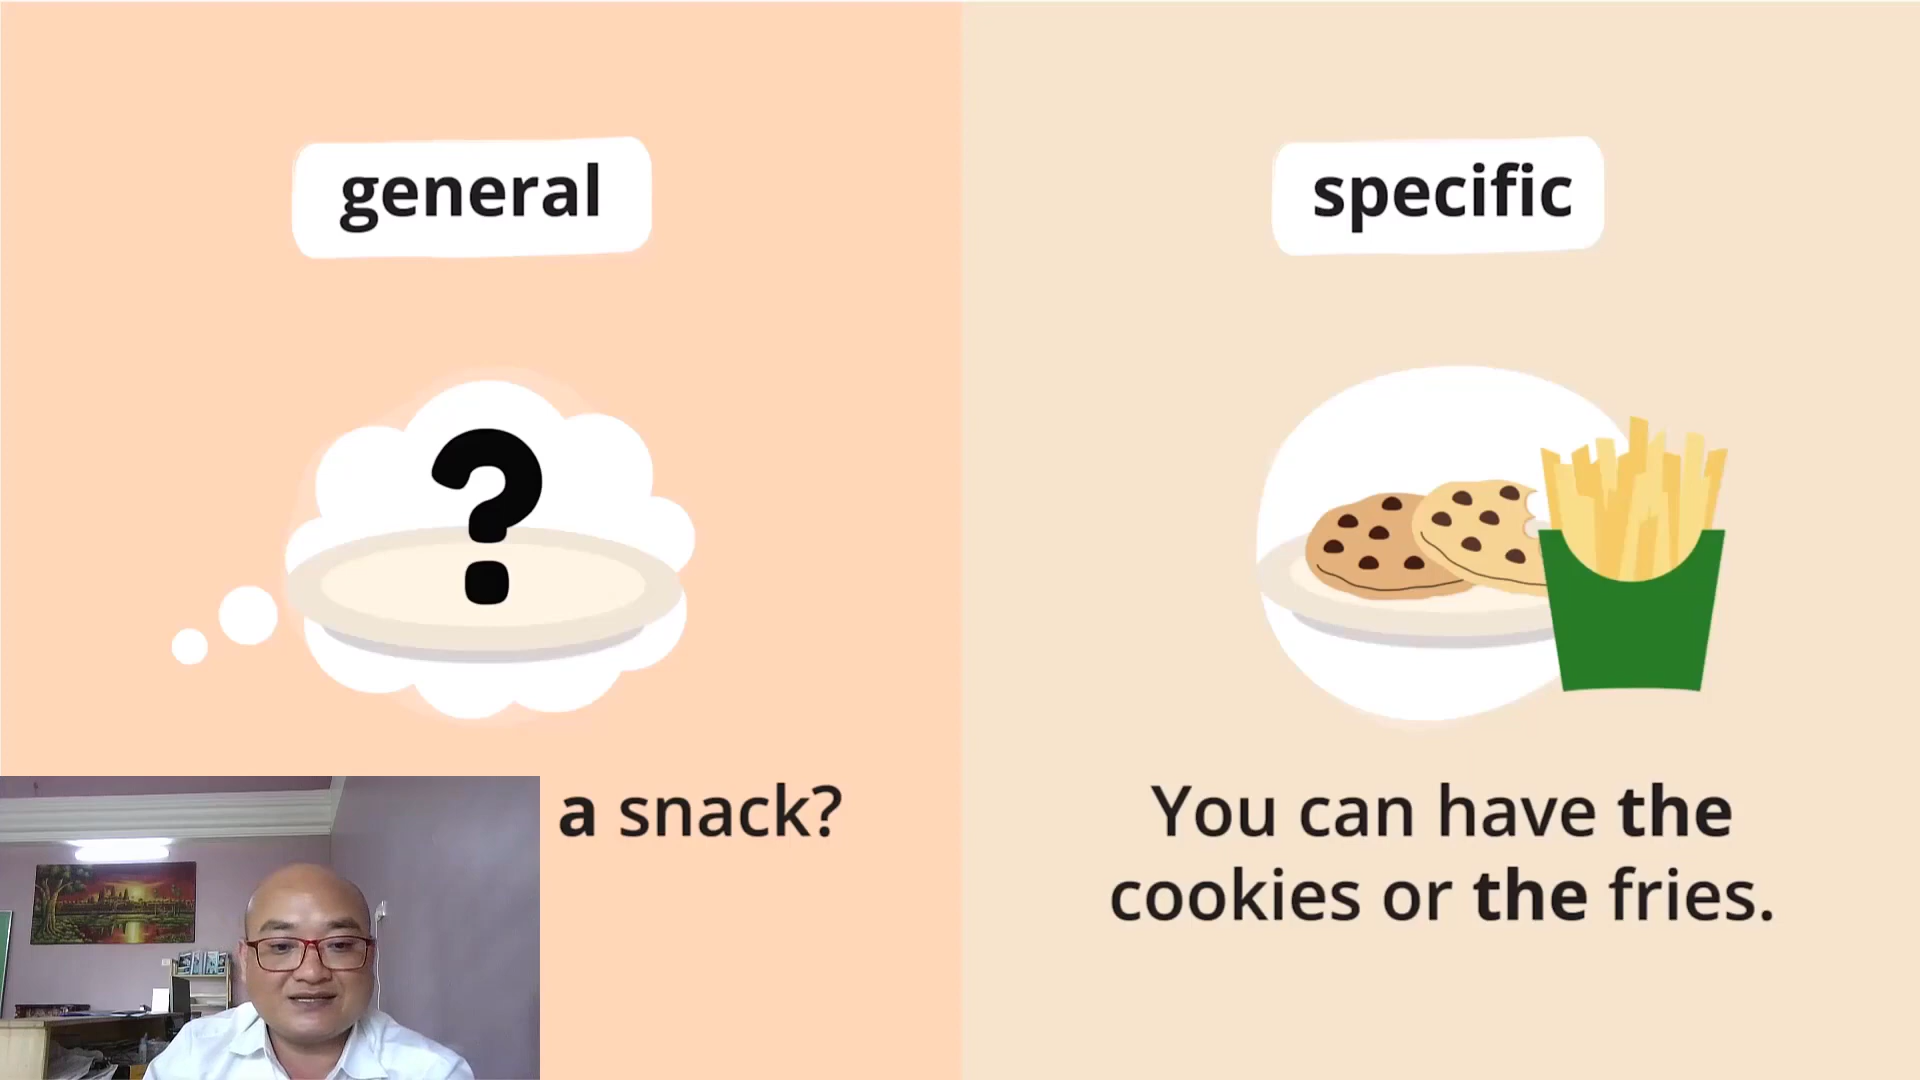 general
a snack?
specific
You can have the
cookies or the fries.